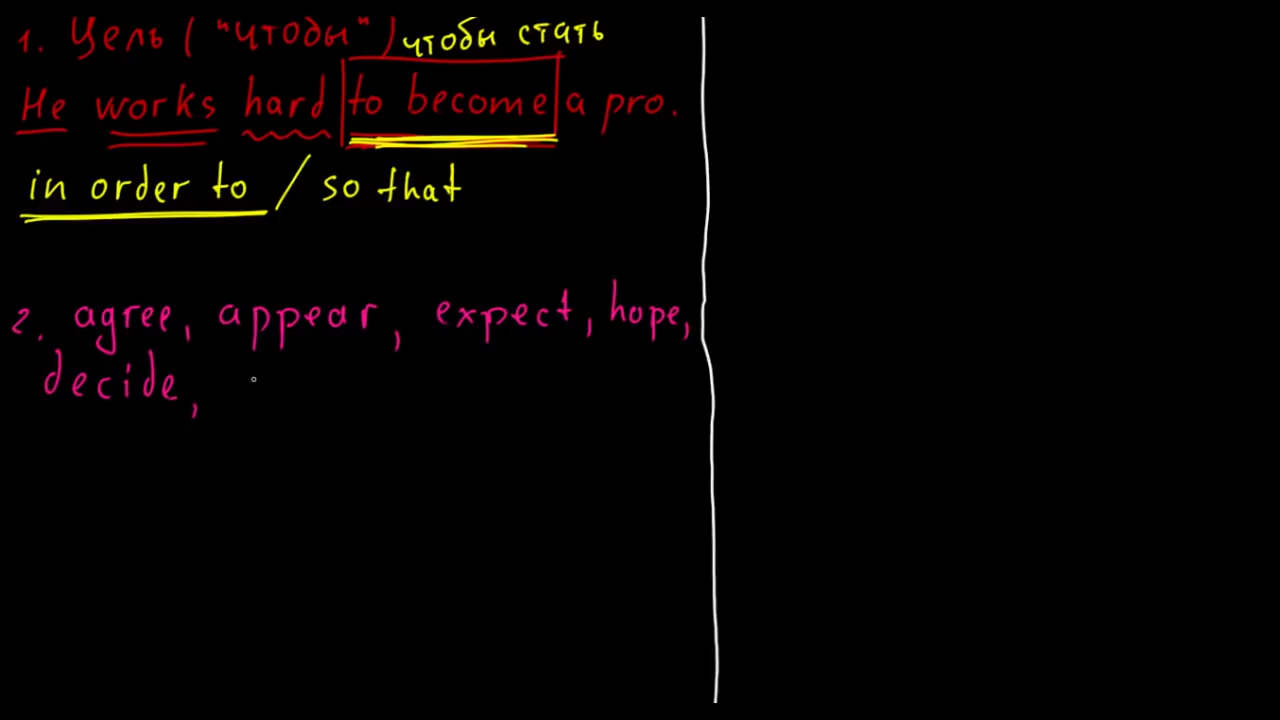 1. Цель ("чтобы") чтобы стать
He works hard to become a pro.
in order to / so that
2. agree, appear, expect, hope,
decide,